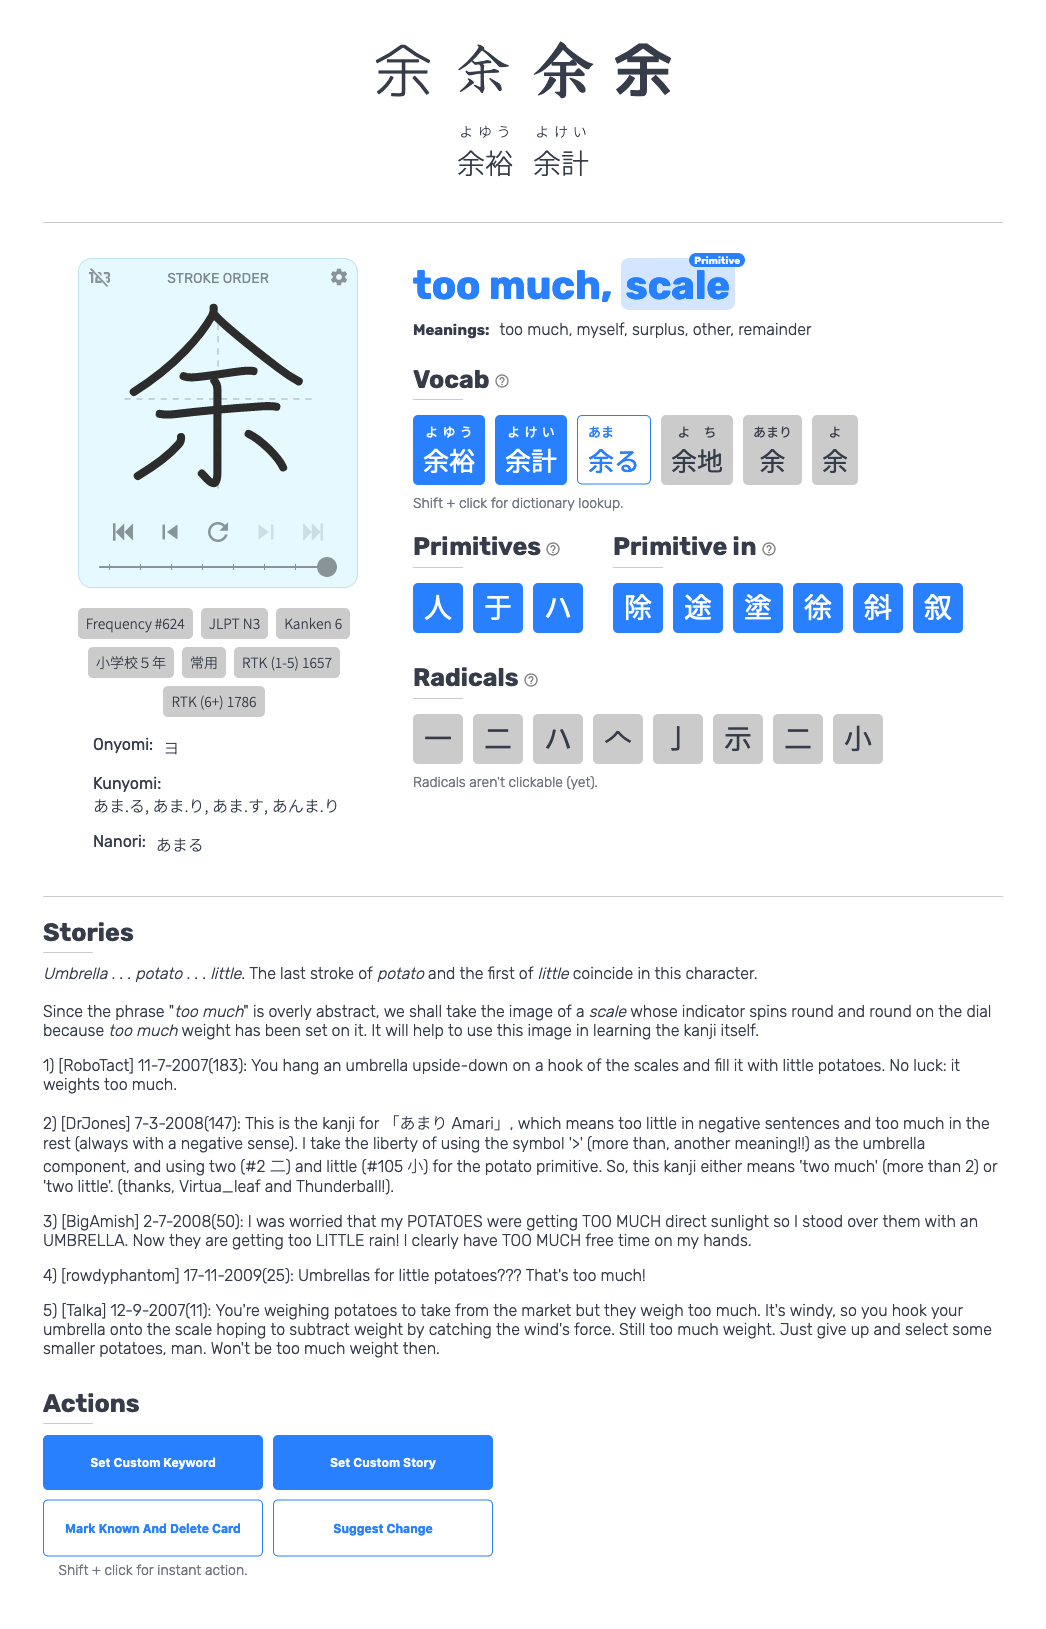 余 余 余 余
よゆう よけい
余裕 余計
STROKE ORDER
余
Frequency #624 JLPT N3 Kanken 6
小学校５年 常用 RTK (1-5) 1657
RTK (6+) 1786
Onyomi: ヨ
Kunyomi:
あま.る, あま.り, あま.す, あんま.り
Nanori: あまる
Primitive
too much, scale
Meanings: too much, myself, surplus, other, remainder
Vocab
よゆう よけい あま よち あまり よ
余裕 余計 余る 余地 余 余
Shift + click for dictionary lookup.
Primitives
人 于 ハ
Primitive in
除 途 塗 徐 斜 叙
Radicals
一 二 ハ 𠆢 亅 示 二 小
Radicals aren't clickable (yet).
Stories
Umbrella . . . potato . . . little. The last stroke of potato and the first of little coincide in this character.
Since the phrase "too much" is overly abstract, we shall take the image of a scale whose indicator spins round and round on the dial
because too much weight has been set on it. It will help to use this image in learning the kanji itself.
1) [RoboTact] 11-7-2007(183): You hang an umbrella upside-down on a hook of the scales and fill it with little potatoes. No luck: it
weights too much.
2) [DrJones] 7-3-2008(147): This is the kanji for 「あまり Amari」, which means too little in negative sentences and too much in the
rest (always with a negative sense). I take the liberty of using the symbol '>' (more than, another meaning!!) as the umbrella
component, and using two (#2 二) and little (#105 小) for the potato primitive. So, this kanji either means 'two much' (more than 2) or
'two little'. (thanks, Virtua_leaf and Thunderball!).
3) [BigAmish] 2-7-2008(50): I was worried that my POTATOES were getting TOO MUCH direct sunlight so I stood over them with an
UMBRELLA. Now they are getting too LITTLE rain! I clearly have TOO MUCH free time on my hands.
4) [rowdyphantom] 17-11-2009(25): Umbrellas for little potatoes??? That's too much!
5) [Talka] 12-9-2007(11): You're weighing potatoes to take from the market but they weigh too much. It's windy, so you hook your
umbrella onto the scale hoping to subtract weight by catching the wind's force. Still too much weight. Just give up and select some
smaller potatoes, man. Won't be too much weight then.
Actions
Set Custom Keyword Set Custom Story
Mark Known And Delete Card Suggest Change
Shift + click for instant action.